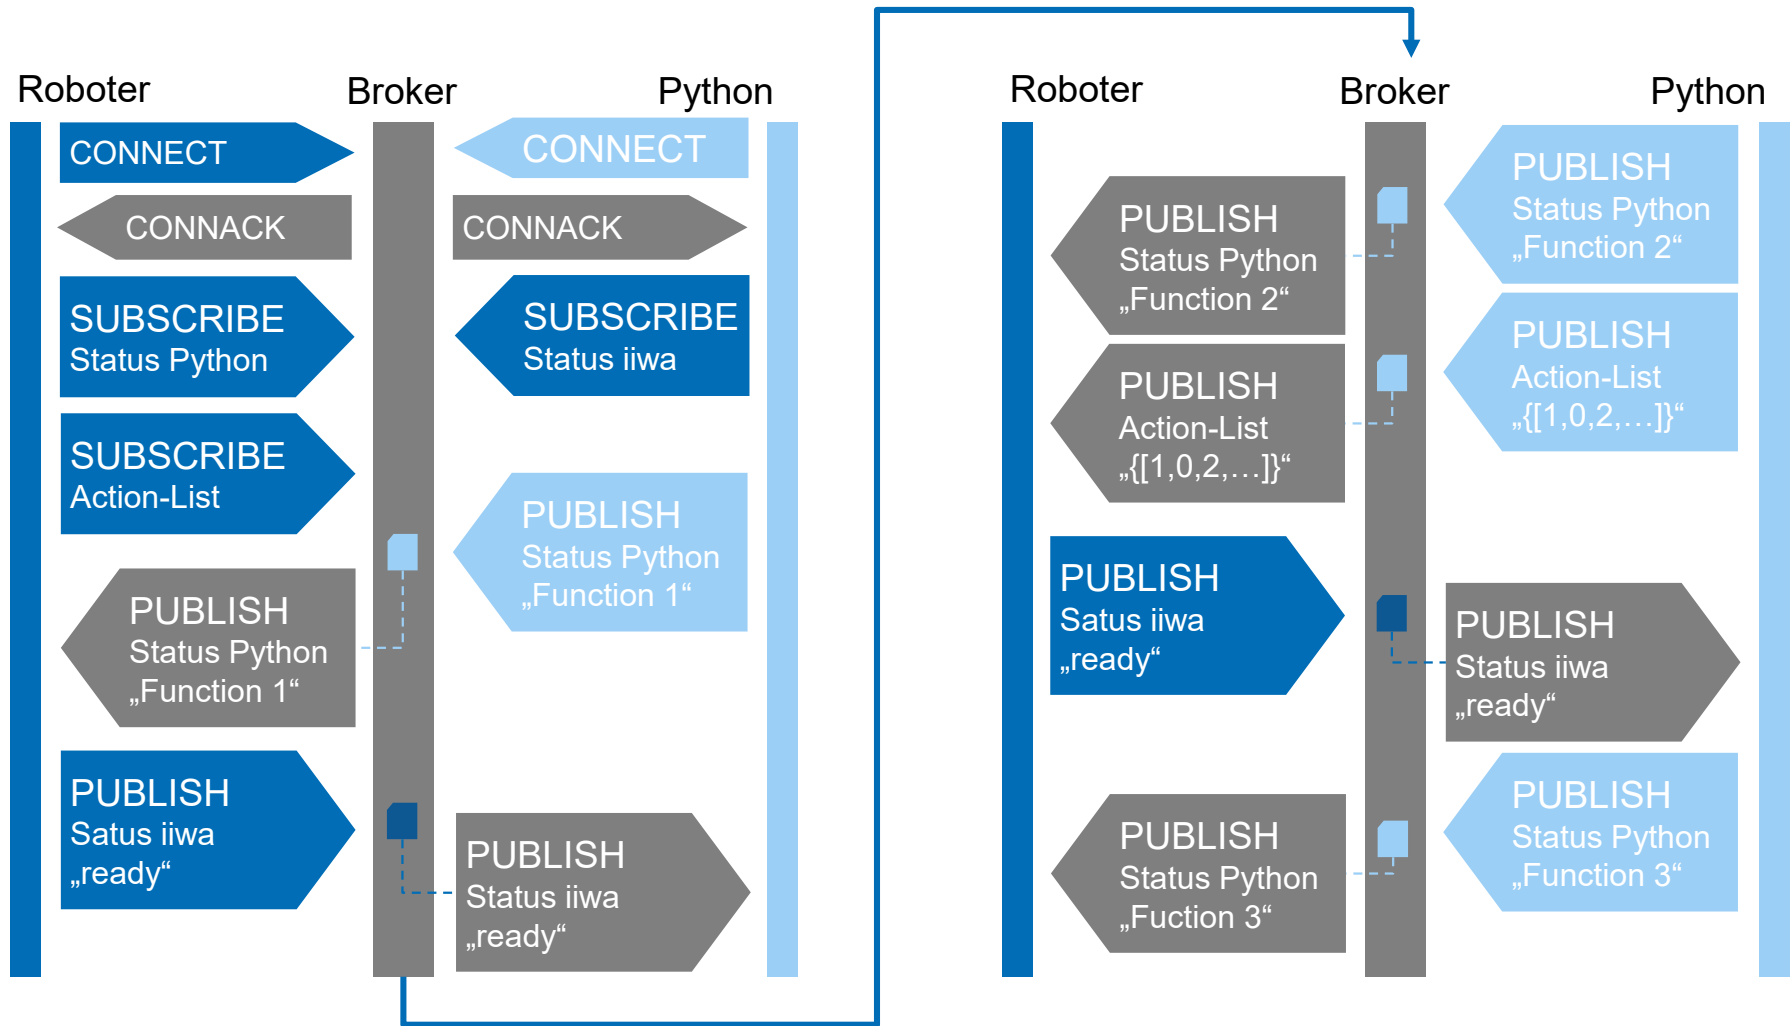 Roboter
Broker
Python
CONNECT
CONNECT
CONNACK
CONNACK
SUBSCRIBE
Status Python
SUBSCRIBE
Status iiwa
SUBSCRIBE
Action-List
PUBLISH
Status Python
„Function 1“
PUBLISH
Status Python
„Function 1“
PUBLISH
Satus iiwa
„ready“
PUBLISH
Status iiwa
„ready“
Roboter
Broker
Python
PUBLISH
Status Python
„Function 2“
PUBLISH
Status Python
„Function 2“
PUBLISH
Action-List
„{[1,0,2,…]}“
PUBLISH
Action-List
„{[1,0,2,…]}“
PUBLISH
Satus iiwa
„ready“
PUBLISH
Status iiwa
„ready“
PUBLISH
Status Python
„Function 3“
PUBLISH
Status Python
„Fuction 3“